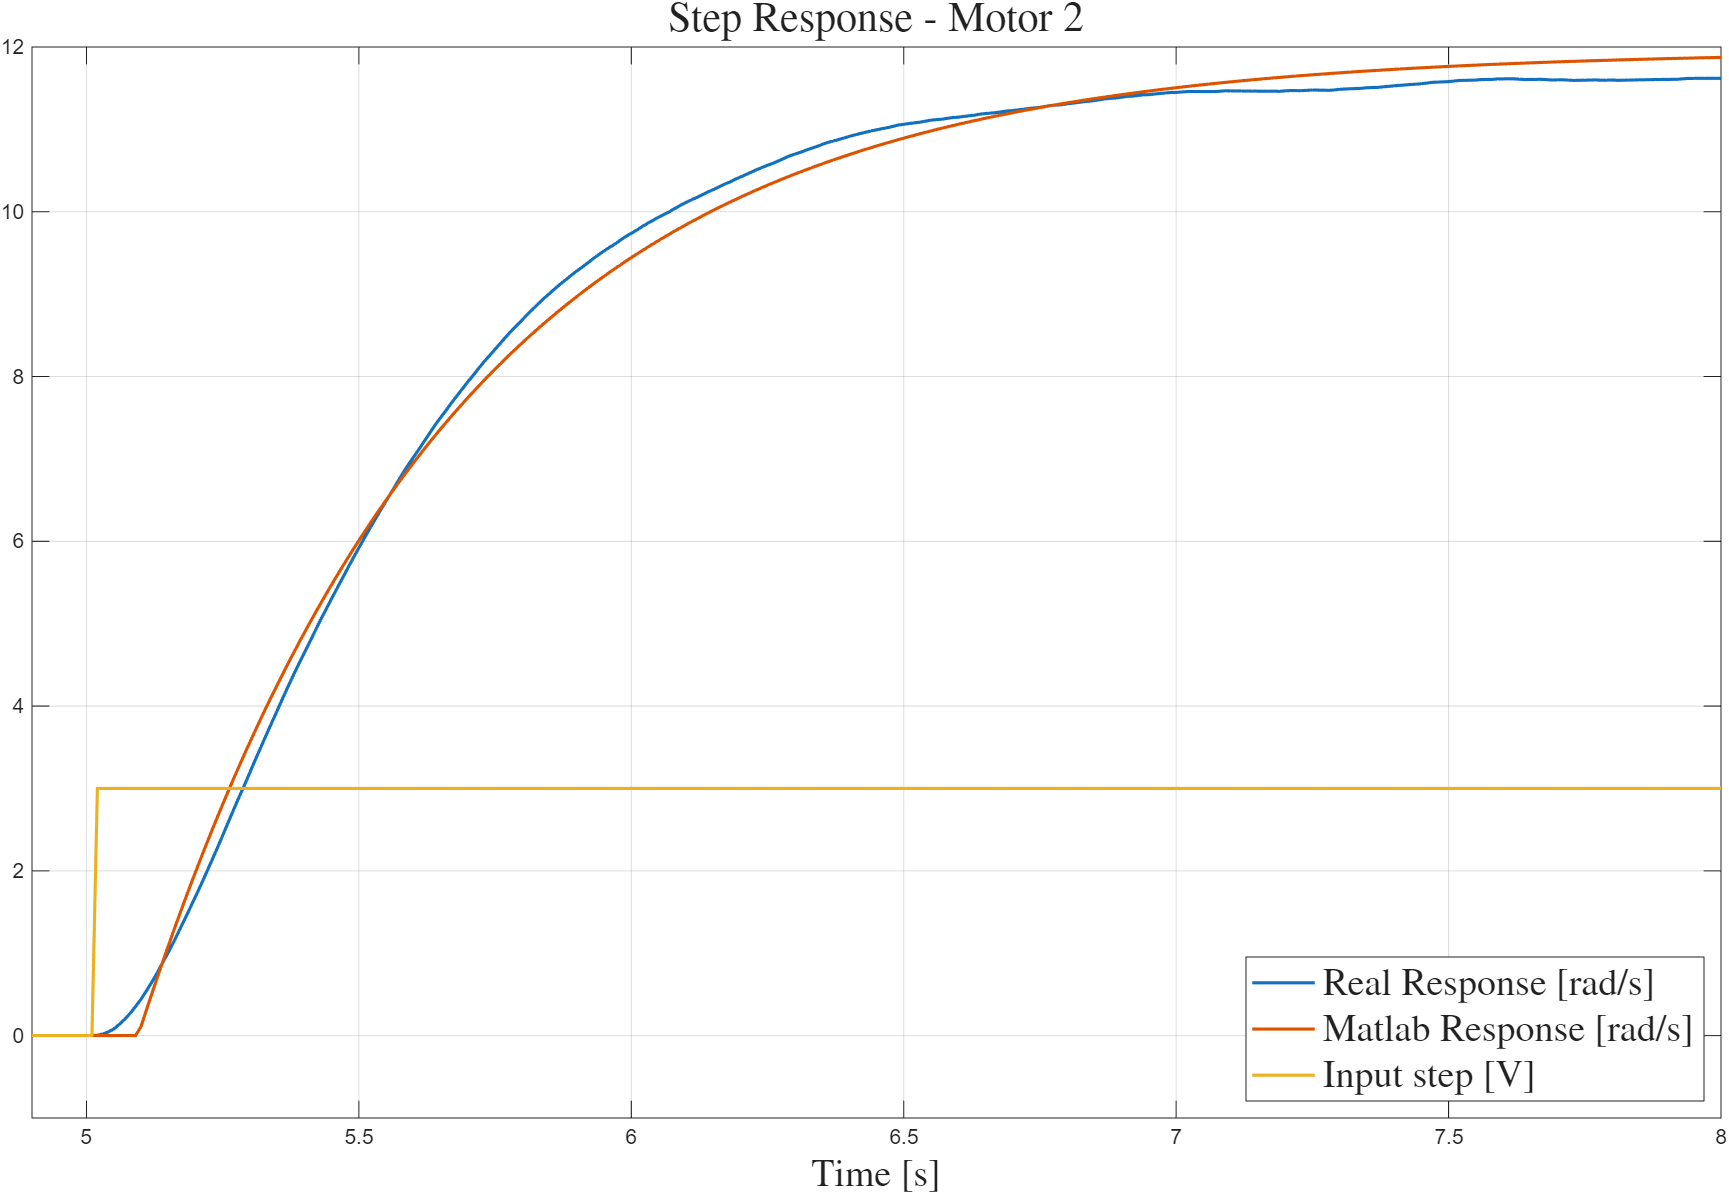 Step Response - Motor 2
12
10
8
6
4
2
0
5
5.5
6
6.5
7
7.5
8
Time [s]
Real Response [rad/s]
Matlab Response [rad/s]
Input step [V]